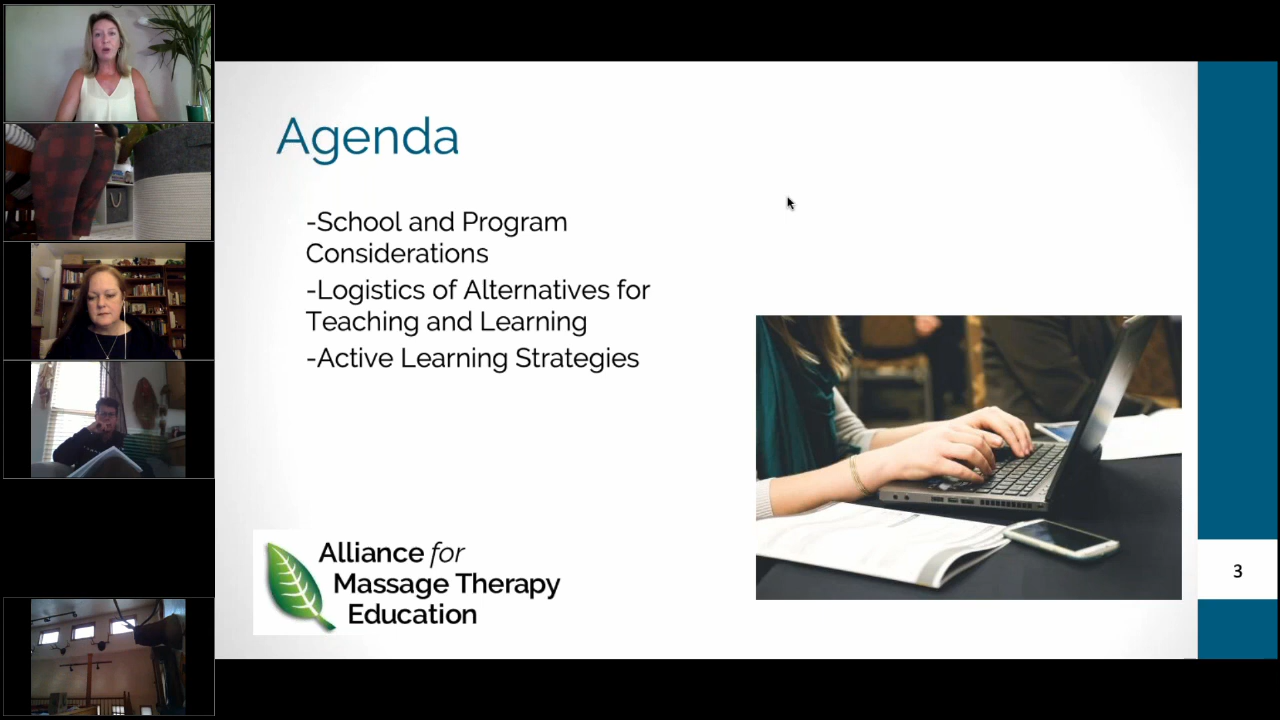 Agenda
-School and Program
Considerations
-Logistics of Alternatives for
Teaching and Learning
-Active Learning Strategies
Alliance for
Massage Therapy
Education
3